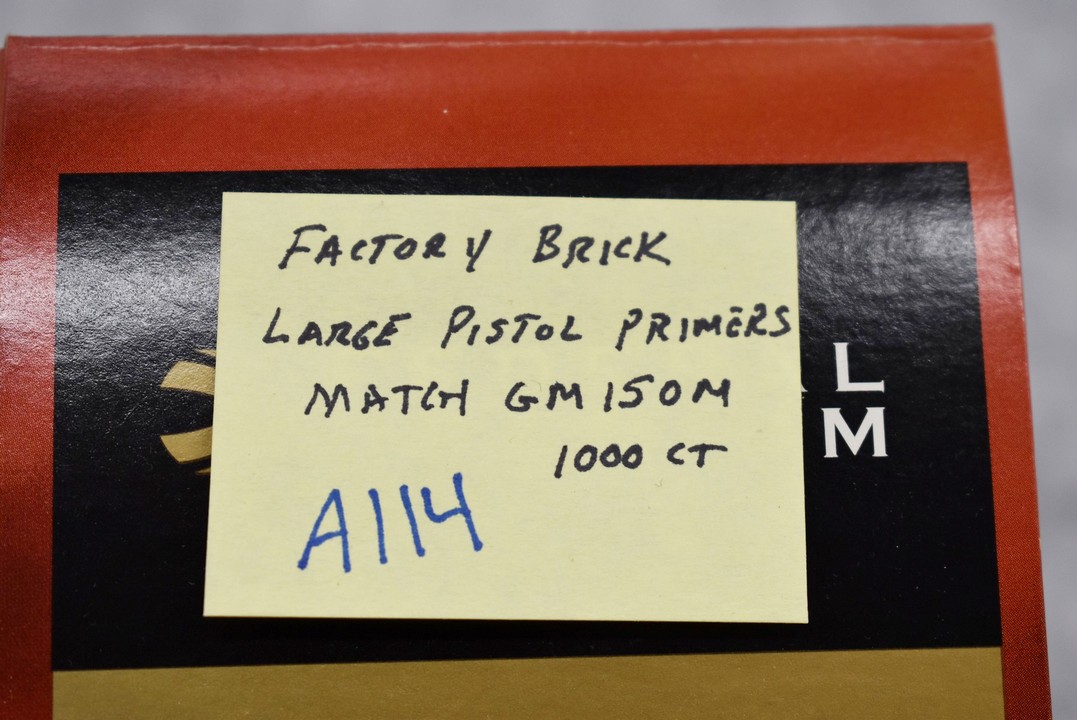 FACTORY BRICK
LARGE PISTOL PRIMERS
MATCH GM150M
1000 CT
A114
L
M